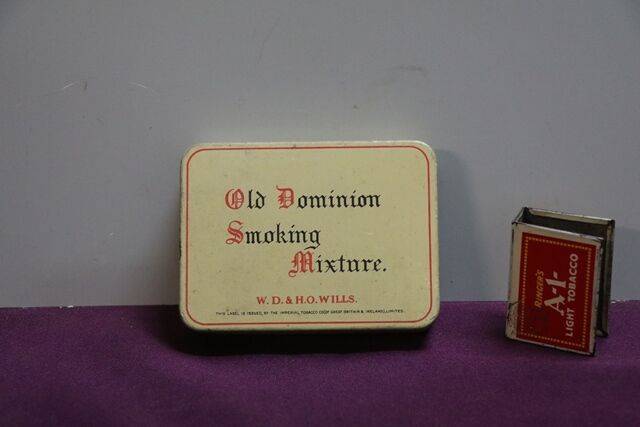 Old Dominion
Smoking
Mixture.
W. D. & H. O. WILLS.
THIS LABEL IS ISSUED, BY THE IMPERIAL TOBACCO COY. OF GREAT BRITAIN & IRELAND, LIMITED.
RINGER'S
A-1-
LIGHT TOBACCO